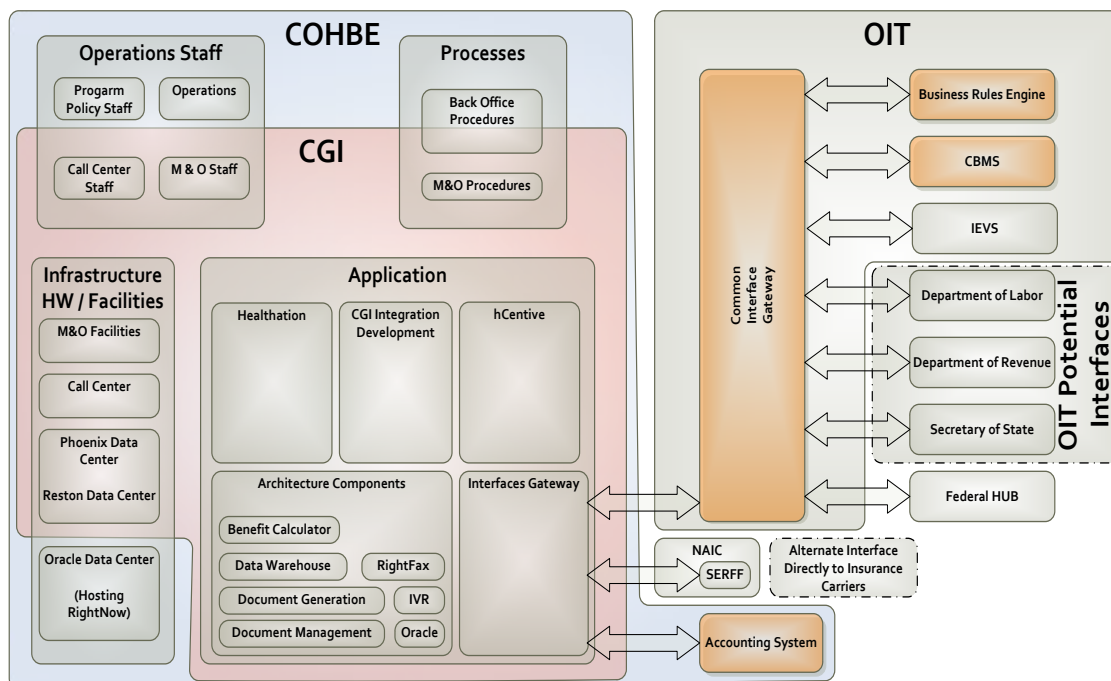 COHBE
Operations Staff
Progarm
Policy Staff
Operations
Call Center
Staff
M & O Staff
Processes
Back Office
Procedures
M&O Procedures
CGI
Infrastructure
HW / Facilities
M&O Facilities
Call Center
Phoenix Data
Center
Reston Data Center
Oracle Data Center
(Hosting
RightNow)
Application
Healthation
CGI Integration
Development
hCentive
Architecture Components
Benefit Calculator
Data Warehouse
RightFax
Document Generation
IVR
Document Management
Oracle
Interfaces Gateway
OIT
Common
Interface
Gateway
Business Rules Engine
CBMS
IEVS
Department of Labor
Department of Revenue
Secretary of State
OIT Potential
Interfaces
Federal HUB
NAIC
SERFF
Alternate Interface
Directly to Insurance
Carriers
Accounting System